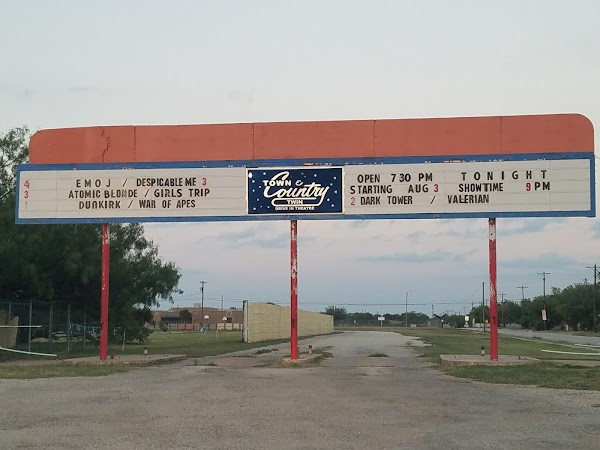 4 EMOJ / DESPICABLE ME 3
3 ATOMIC BLONDE / GIRLS TRIP
1 DUNKIRK / WAR OF APES
TOWN &
Country
TWIN
DRIVE IN THEATRE
OPEN 7 30 PM TONIGHT
STARTING AUG 3 SHOWTIME 9 PM
2 DARK TOWER / VALERIAN